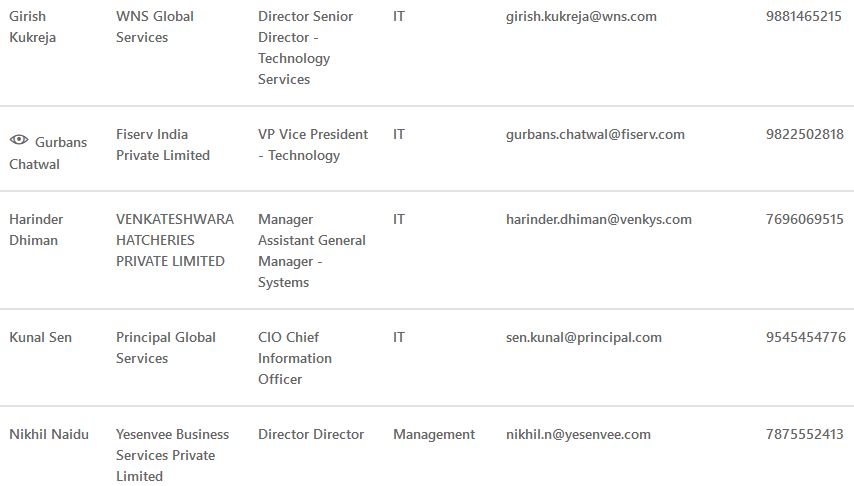 Girish Kukreja
WNS Global Services
Director Senior Director - Technology Services
IT
girish.kukreja@wns.com
9881465215
Gurbans Chatwal
Fiserv India Private Limited
VP Vice President - Technology
IT
gurbans.chatwal@fiserv.com
9822502818
Harinder Dhiman
VENKATESHWARA HATCHERIES PRIVATE LIMITED
Manager Assistant General Manager - Systems
IT
harinder.dhiman@venkys.com
7696069515
Kunal Sen
Principal Global Services
CIO Chief Information Officer
IT
sen.kunal@principal.com
9545454776
Nikhil Naidu
Yesenvee Business Services Private Limited
Director Director
Management
nikhil.n@yesenvee.com
7875552413